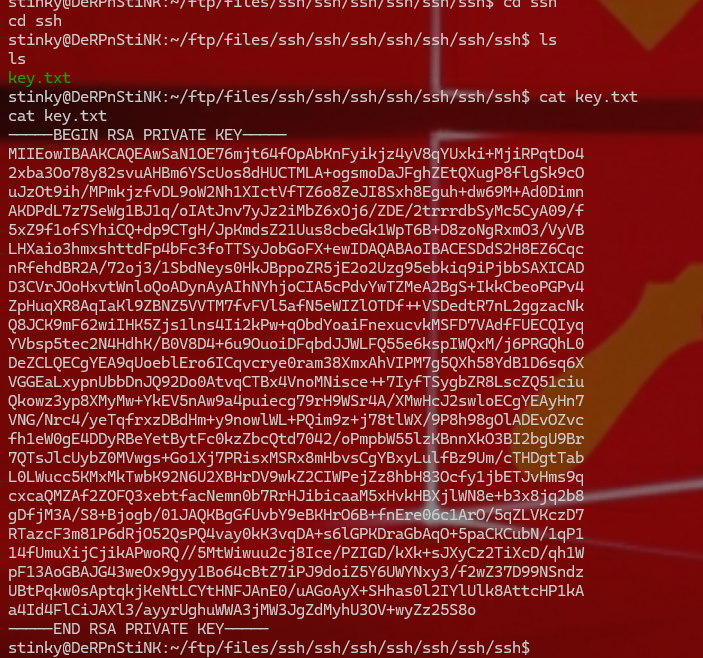 stinky@DeRPnStiNK:~/ftp/files/ssh/ssh/ssh/ssh/ssh/ssh$ cd ssh
cd ssh
stinky@DeRPnStiNK:~/ftp/files/ssh/ssh/ssh/ssh/ssh/ssh/ssh$ ls
ls
key.txt
stinky@DeRPnStiNK:~/ftp/files/ssh/ssh/ssh/ssh/ssh/ssh/ssh$ cat key.txt
cat key.txt
-----BEGIN RSA PRIVATE KEY-----
MIIEowIBAAKCAQEAwSaN1OE76mjt64fOpAbKnFyikjz4yV8qYUxki+MjiRPqtDo4
2xba3Oo78y82svuAHBm6YScUos8dHUCTMLA+ogsmoDaJFghZEtQXugP8flgSk9cO
uJzOt9ih/MPmkjzfvDL9oW2Nh1XIctVfTZ6o8ZeJI8Sxh8Eguh+dw69M+Ad0Dimn
AKDPdL7z7SeWg1BJ1q/oIAtJnv7yJz2iMbZ6xOj6/ZDE/2trrrdbSyMc5CyA09/f
5xZ9f1ofSYhiCQ+dp9CTgH/JpKmdsZ21Uus8cbeGk1WpT6B+D8zoNgRxmO3/VyVB
LHXaio3hmxshttdFp4bFc3foTTSyJobGoFX+ewIDAQABAoIBACESDdS2H8EZ6Cqc
nRfehdBR2A/72oj3/1SbdNeys0HkJBppoZR5jE2o2Uzg95ebkiq9iPjbbSAXICAD
D3CVrJOoHxvtWnloQoADynAyAIhNYhjoCIA5cPdvYwTZMeA2BgS+IkkCbeoPGPv4
ZpHuqXR8AqIaKl9ZBNZ5VVTM7fvFVl5afN5eWIZlOTDf++VSDedtR7nL2ggzacNk
Q8JCK9mF62wiIHK5Zjs1lns4Ii2kPw+qObdYoaiFnexucvkMSFD7VAdfFUECQIyq
YVbsp5tec2N4HdhK/B0V8D4+6u9OuoiDFqbdJJWLFQ55e6kspIWQxM/j6PRGQhL0
DeZCLQECgYEA9qUoeblEro6ICqvcrye0ram38XmxAhVIPM7g5QXh58YdB1D6sq6X
VGGEaLxypnUbbDnJQ92Do0AtvqCTBx4VnoMNisce++7IyfTSygbZR8LscZQ51ciu
Qkowz3yp8XMyMw+YkEV5nAw9a4puiecg79rH9WSr4A/XMwHcJ2swloECgYEAyHn7
VNG/Nrc4/yeTqfrxzDBdHm+y9nowlWL+PQim9z+j78tlWX/9P8h98gOlADEvOZvc
fh1eW0gE4DDyRBeYetBytFc0kzZbcQtd7042/oPmpbW55lzKBnnXkO3BI2bgU9Br
7QTsJlcUybZ0MVwgs+Go1Xj7PRisxMSRx8mHbvsCgYBxyLulfBz9Um/cTHDgtTab
L0LWucc5KMxMkTwbK92N6U2XBHrDV9wkZ2CIWPejZz8hbH83Ocfy1jbETJvHms9q
cxcaQMZAf2ZOFQ3xebtfacNemn0b7RrHJibicaaM5xHvkHBXjlWN8e+b3x8jq2b8
gDfjM3A/S8+Bjogb/01JAQKBgGfUvbY9eBKHrO6B+fnEre06c1ArO/5qZLVKczD7
RTazcF3m81P6dRjO52QsPQ4vay0kK3vqDA+s6lGPKDraGbAqO+5paCKCubN/1qP1
14fUmuXijCjikAPwoRQ//5MtWiwuu2cj8Ice/PZIGD/kXk+sJXyCz2TiXcD/qh1W
pF13AoGBAJG43weOx9gyy1Bo64cBtZ7iPJ9doiZ5Y6UWYNxy3/f2wZ37D99NSndz
UBtPqkw0sAptqkjKeNtLCYtHNFJAnE0/uAGoAyX+SHhas0l2IYlUlk8AttcHP1kA
a4Id4FlCiJAXl3/ayyrUghuWWA3jMW3JgZdMyhU3OV+wyZz25S8o
-----END RSA PRIVATE KEY-----
stinky@DeRPnStiNK:~/ftp/files/ssh/ssh/ssh/ssh/ssh/ssh/ssh$